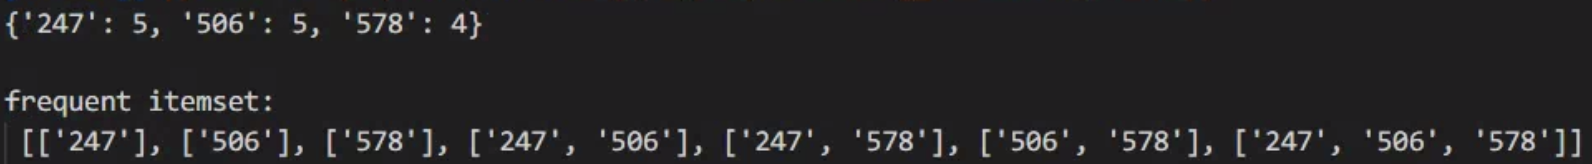 {'247': 5, '506': 5, '578': 4}
frequent itemset:
[['247'], ['506'], ['578'], ['247', '506'], ['247', '578'], ['506', '578'], ['247', '506', '578']]